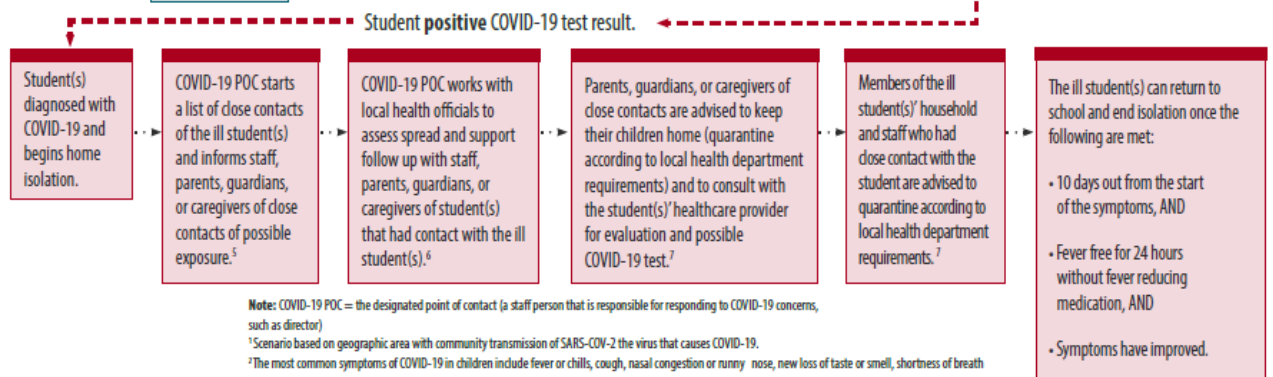 Student positive COVID-19 test result.
Student(s)
diagnosed with
COVID-19 and
begins home
isolation.
COVID-19 POC starts
a list of close contacts
of the ill student(s)
and informs staff,
parents, guardians,
or caregivers of close
contacts of possible
exposure.⁵
COVID-19 POC works with
local health officials to
assess spread and support
follow up with staff,
parents, guardians, or
caregivers of student(s)
that had contact with the ill
student(s).⁶
Parents, guardians, or caregivers of
close contacts are advised to keep
their children home (quarantine
according to local health department
requirements) and to consult with
the student(s)' healthcare provider
for evaluation and possible
COVID-19 test.⁷
Members of the ill
student(s)' household
and staff who had
close contact with the
student are advised to
quarantine according to
local health department
requirements. ⁷
The ill student(s) can return to
school and end isolation once the
following are met:
• 10 days out from the start
of the symptoms, AND
• Fever free for 24 hours
without fever reducing
medication, AND
• Symptoms have improved.
Note: COVID-19 POC = the designated point of contact (a staff person that is responsible for responding to COVID-19 concerns,
such as director)
¹Scenario based on geographic area with community transmission of SARS-COV-2 the virus that causes COVID-19.
²The most common symptoms of COVID-19 in children include fever or chills, cough, nasal congestion or runny nose, new loss of taste or smell, shortness of breath